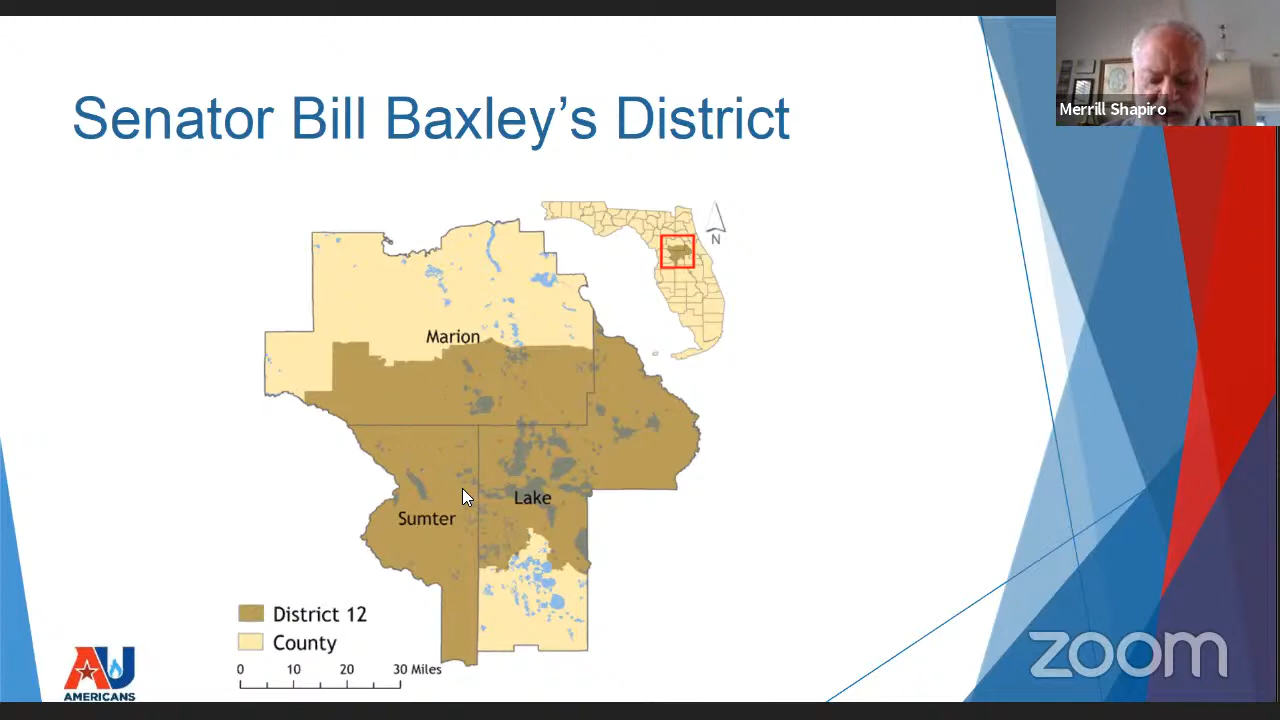 Senator Bill Baxley’s District
Merrill Shapiro
N
Marion
Lake
Sumter
District 12
County
0 10 20 30 Miles
AU
AMERICANS
zoom